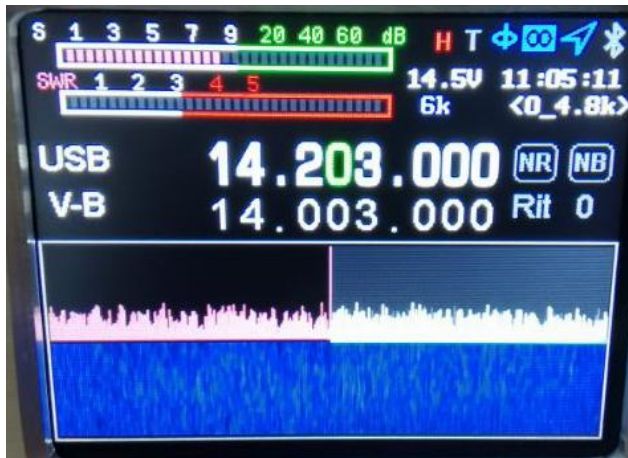 S 1 3 5 7 9 20 40 60 dB H T
SWR 1 2 3 4 5 14.5V 11:05:11
6k <0_4.8k>
USB 14.203.000 NR NB
V-B 14.003.000 Rit 0